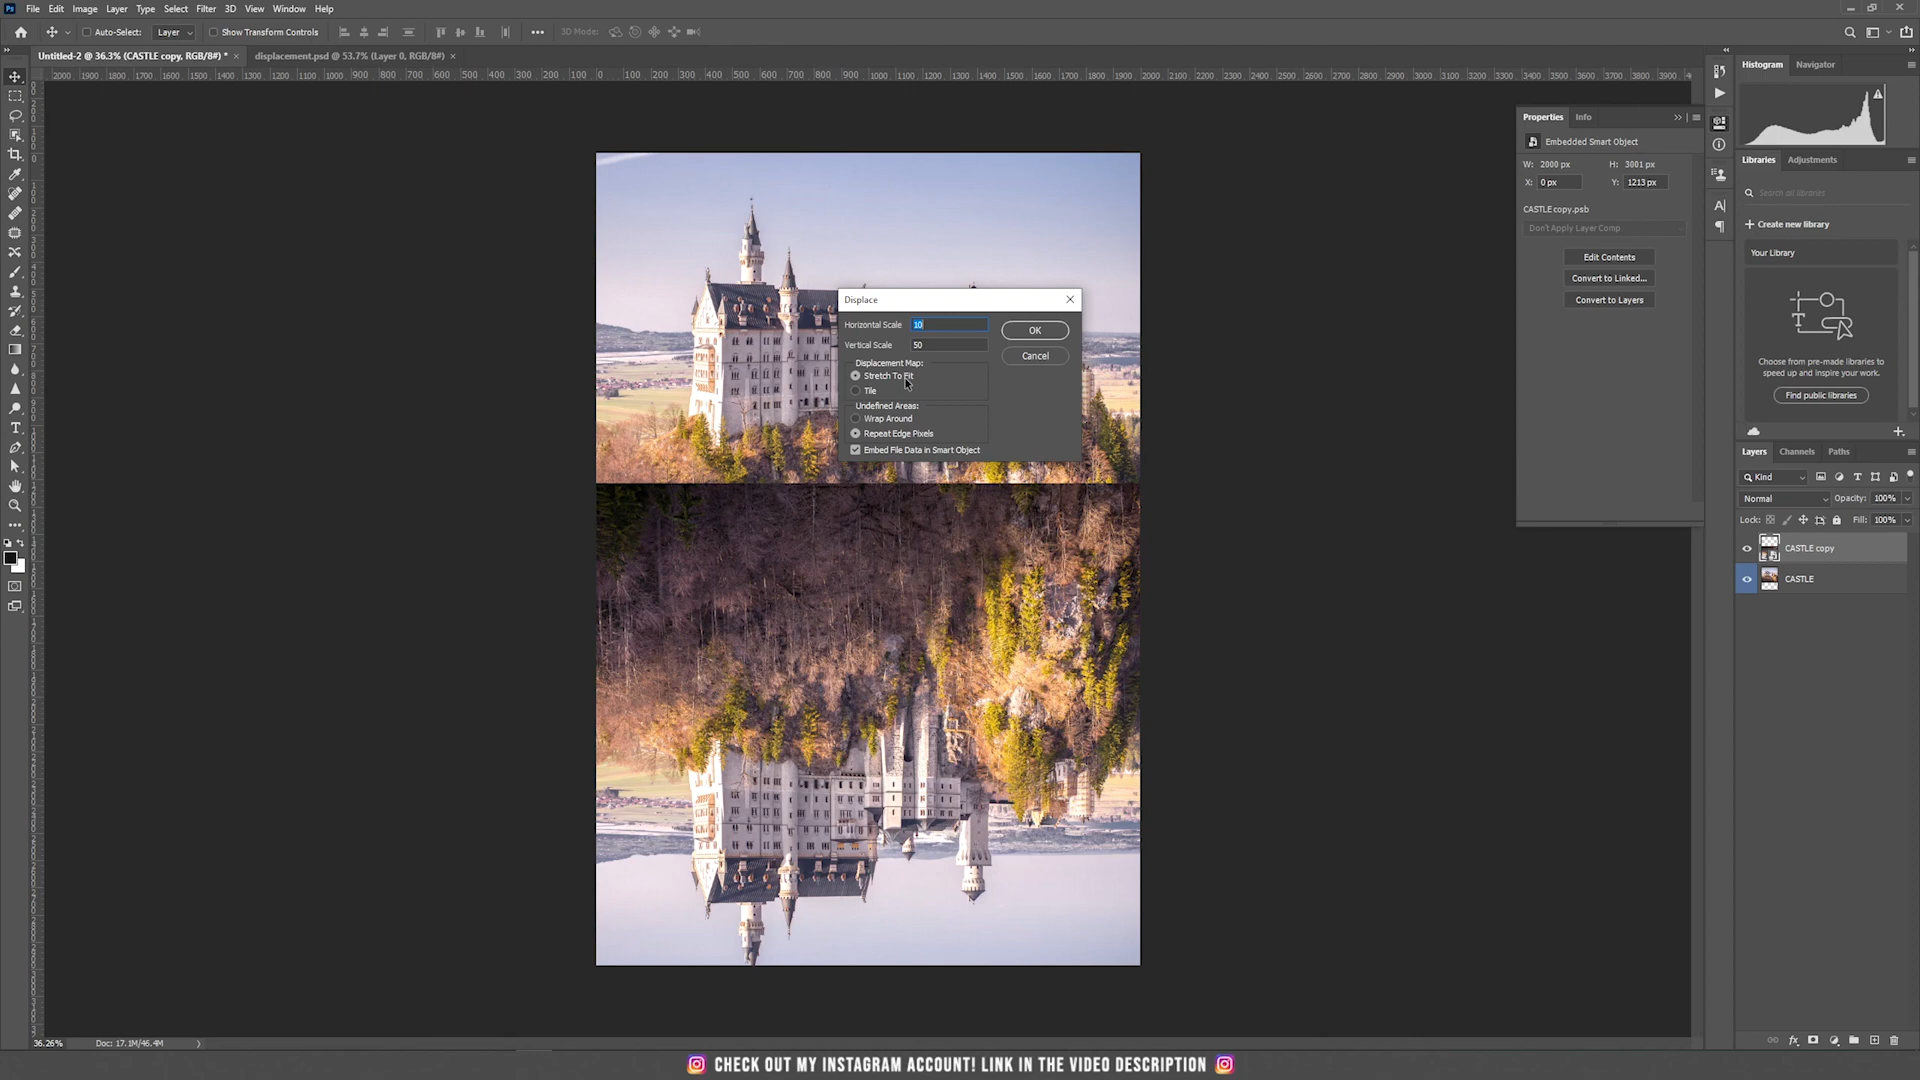 Ps File Edit Image Layer Type Select Filter 3D View Window Help
Auto-Select: Layer Show Transform Controls ••• 3D Mode:
Untitled-2 @ 36.3% (CASTLE copy, RGB/8#) * × displacement.psd @ 53.7% (Layer 0, RGB/8#) ×
Histogram Navigator
Properties Info
Embedded Smart Object
W: 2000 px H: 3001 px
X: 0 px Y: 1213 px
CASTLE copy.psb
Don't Apply Layer Comp
Edit Contents
Convert to Linked...
Convert to Layers
Libraries Adjustments
Search all libraries
+ Create new library
Your Library
Choose from pre-made libraries to
speed up and inspire your work.
Find public libraries
Displace
Horizontal Scale 10 OK
Vertical Scale 50 Cancel
Displacement Map:
Stretch To Fit
Tile
Undefined Areas:
Wrap Around
Repeat Edge Pixels
Embed File Data in Smart Object
Layers Channels Paths
Kind
Normal Opacity: 100%
Lock: Fill: 100%
CASTLE copy
CASTLE
36.26% Doc: 17.1M/46.4M
CHECK OUT MY INSTAGRAM ACCOUNT! LINK IN THE VIDEO DESCRIPTION